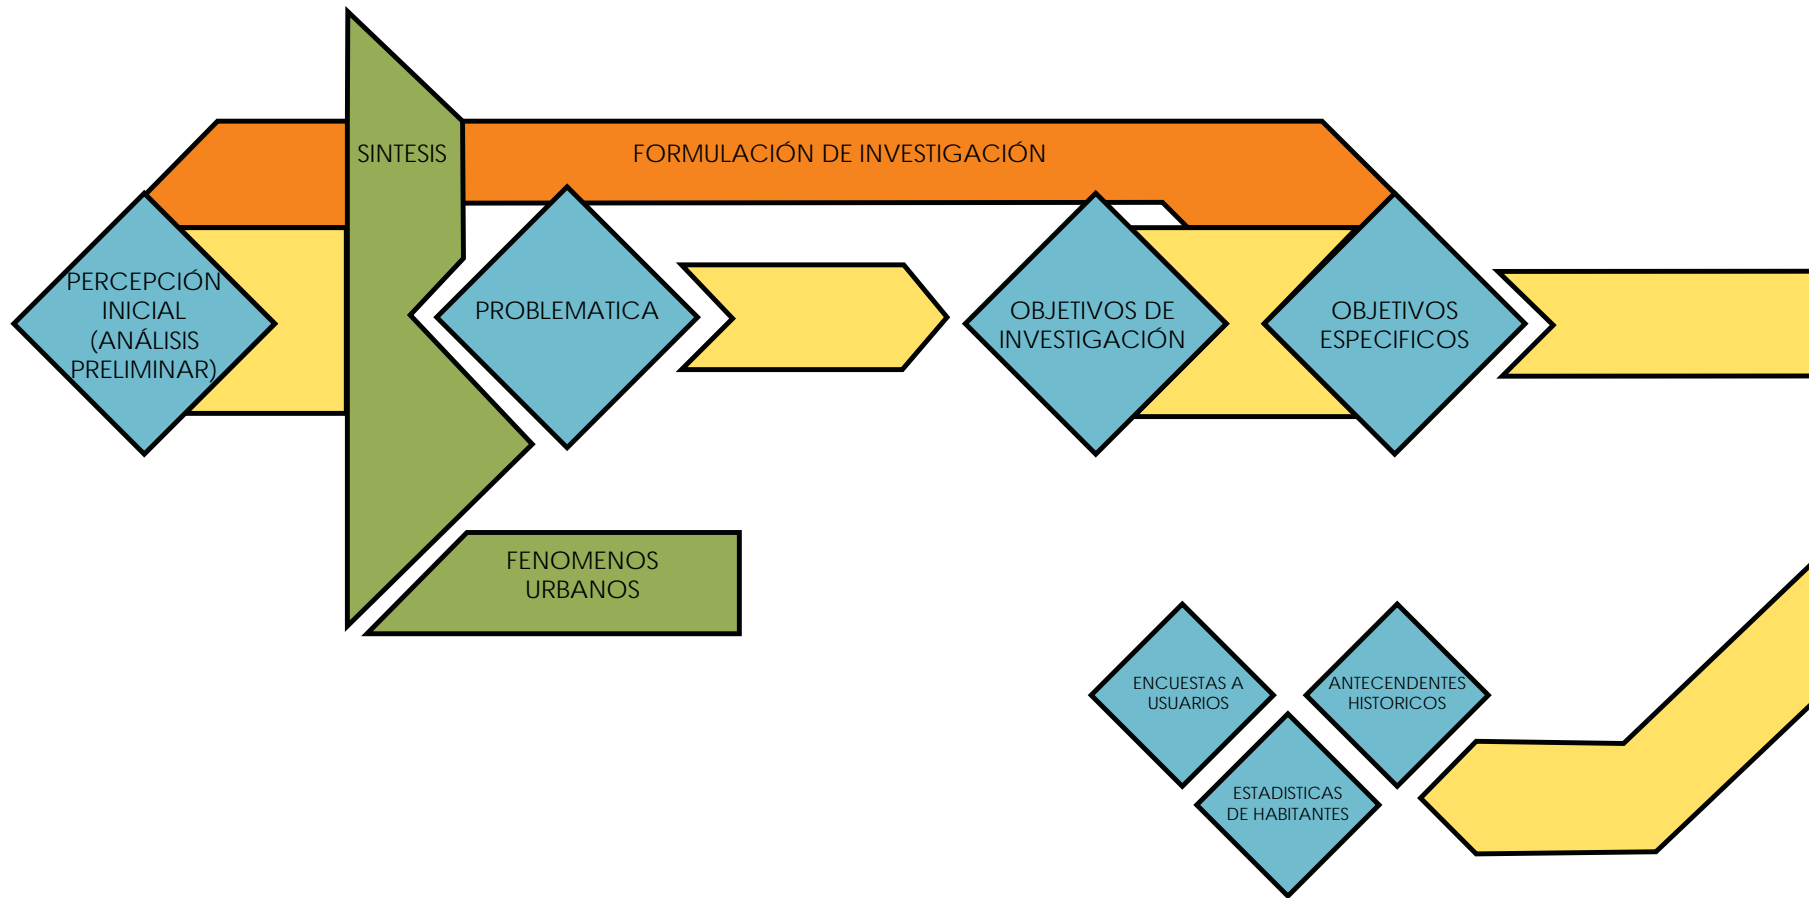 SINTESIS
FORMULACIÓN DE INVESTIGACIÓN
PERCEPCIÓN
INICIAL
(ANÁLISIS
PRELIMINAR)
PROBLEMATICA
OBJETIVOS DE
INVESTIGACIÓN
OBJETIVOS
ESPECIFICOS
FENOMENOS
URBANOS
ENCUESTAS A
USUARIOS
ANTECENDENTES
HISTORICOS
ESTADISTICAS
DE HABITANTES